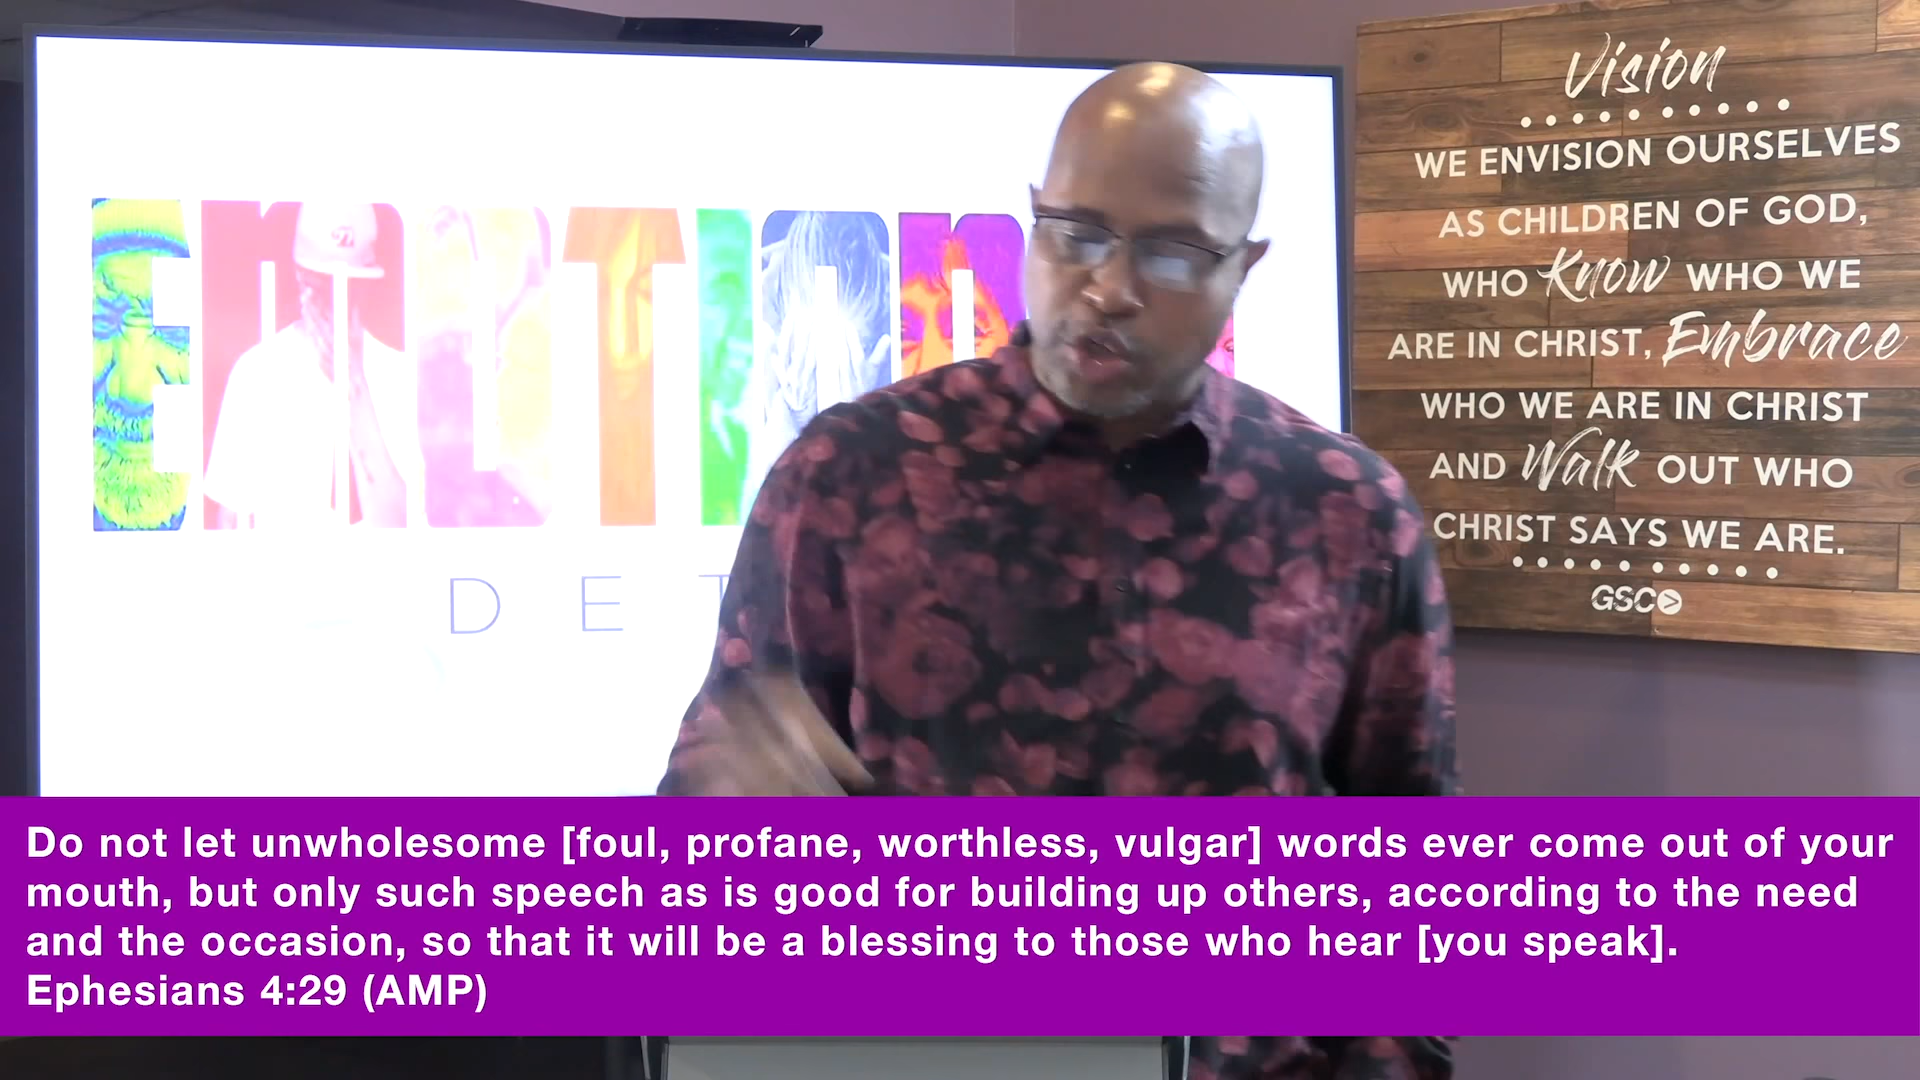 EMOTION
DET
Vision
WE ENVISION OURSELVES
AS CHILDREN OF GOD,
WHO Know WHO WE
ARE IN CHRIST, Embrace
WHO WE ARE IN CHRIST
AND Walk OUT WHO
CHRIST SAYS WE ARE.
GSC>
Do not let unwholesome [foul, profane, worthless, vulgar] words ever come out of your
mouth, but only such speech as is good for building up others, according to the need
and the occasion, so that it will be a blessing to those who hear [you speak].
Ephesians 4:29 (AMP)